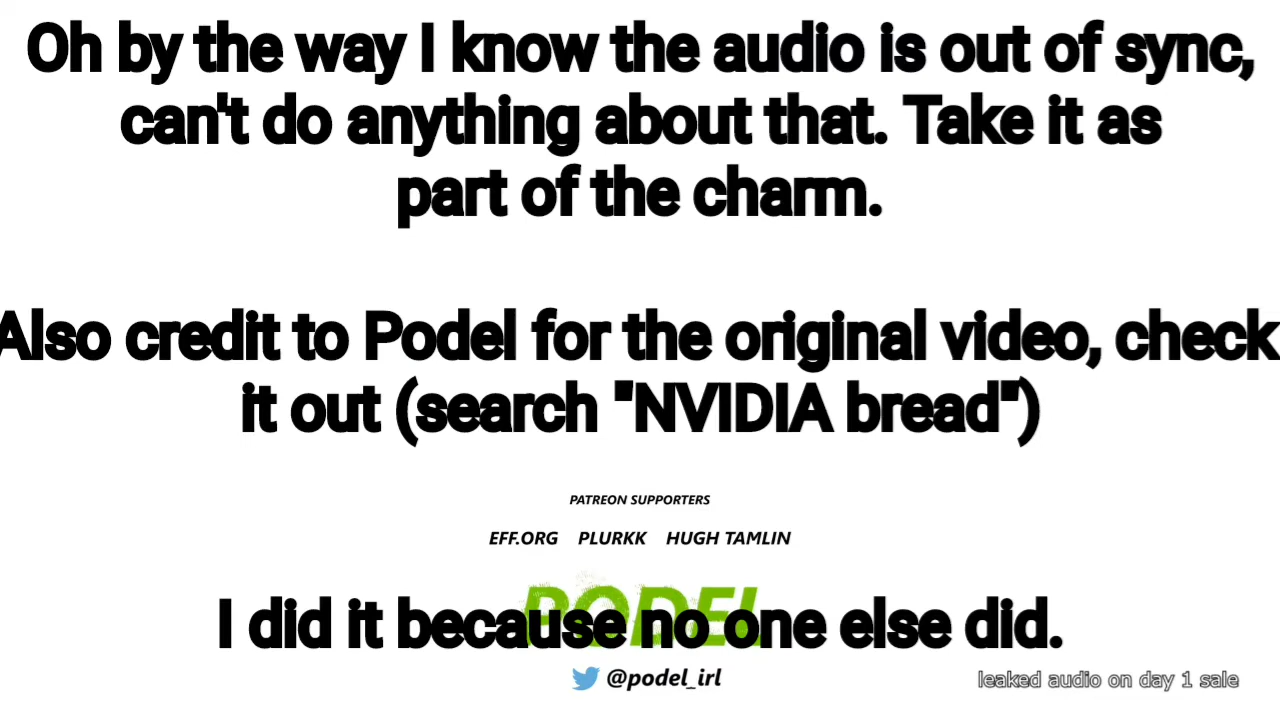 Oh by the way I know the audio is out of sync,
can't do anything about that. Take it as
part of the charm.
Also credit to Podel for the original video, check
it out (search "NVIDIA bread")
PATREON SUPPORTERS
EFF.ORG PLURKK HUGH TAMLIN
PODEL
I did it because no one else did.
@podel_irl
leaked audio on day 1 sale